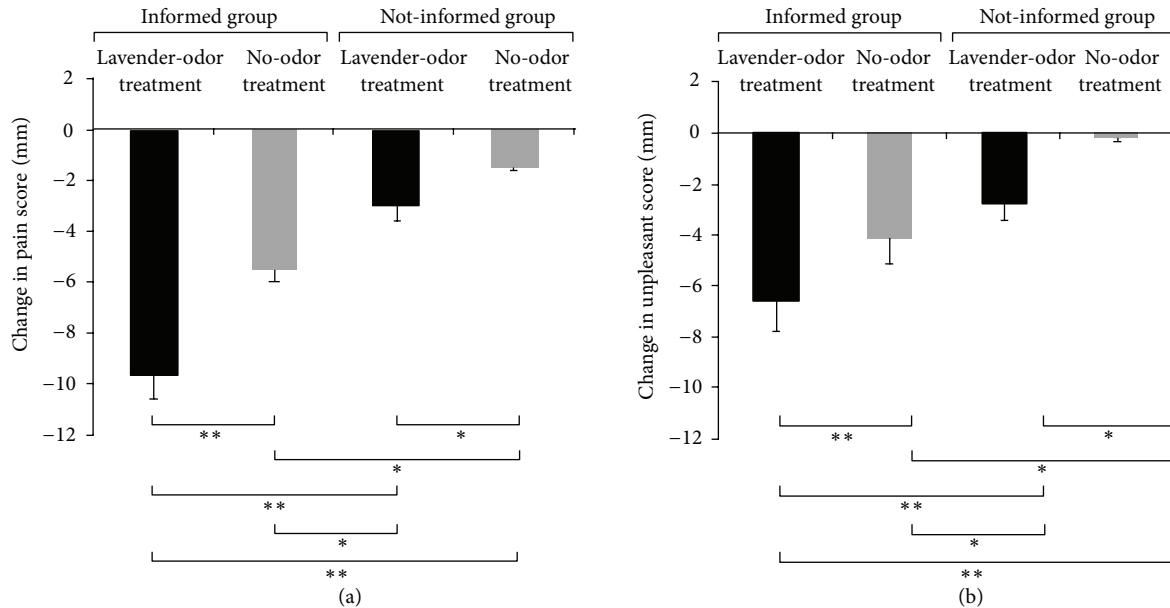 Informed group
Not-informed group
Lavender-odor treatment
No-odor treatment
Lavender-odor treatment
No-odor treatment
2
0
−2
−4
−6
−8
−10
−12
Change in pain score (mm)
**
*
*
**
*
**
(a)
Informed group
Not-informed group
Lavender-odor treatment
No-odor treatment
Lavender-odor treatment
No-odor treatment
2
0
−2
−4
−6
−8
−10
−12
Change in unpleasant score (mm)
**
*
*
**
*
**
(b)